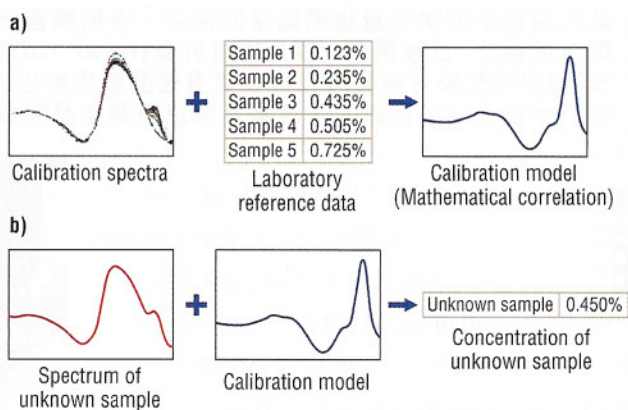 a)
Sample 1 0.123%
Sample 2 0.235%
Sample 3 0.435%
Sample 4 0.505%
Sample 5 0.725%
Calibration spectra
Laboratory
reference data
Calibration model
(Mathematical correlation)
b)
Unknown sample 0.450%
Spectrum of
unknown sample
Calibration model
Concentration of
unknown sample